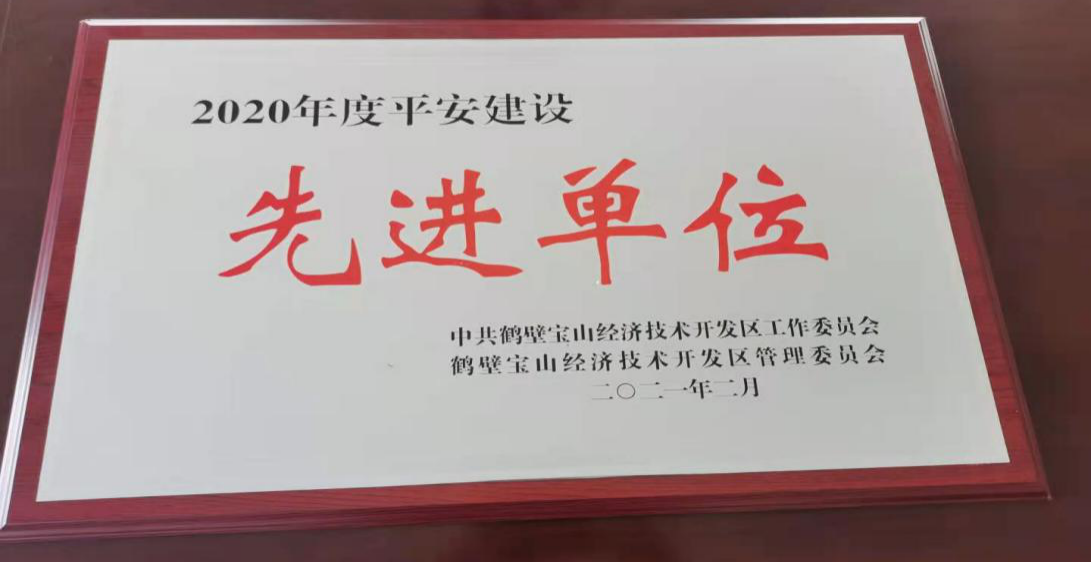 2020年度平安建设
先进单位
中共鹤壁宝山经济技术开发区工作委员会
鹤壁宝山经济技术开发区管理委员会
二〇二一年二月